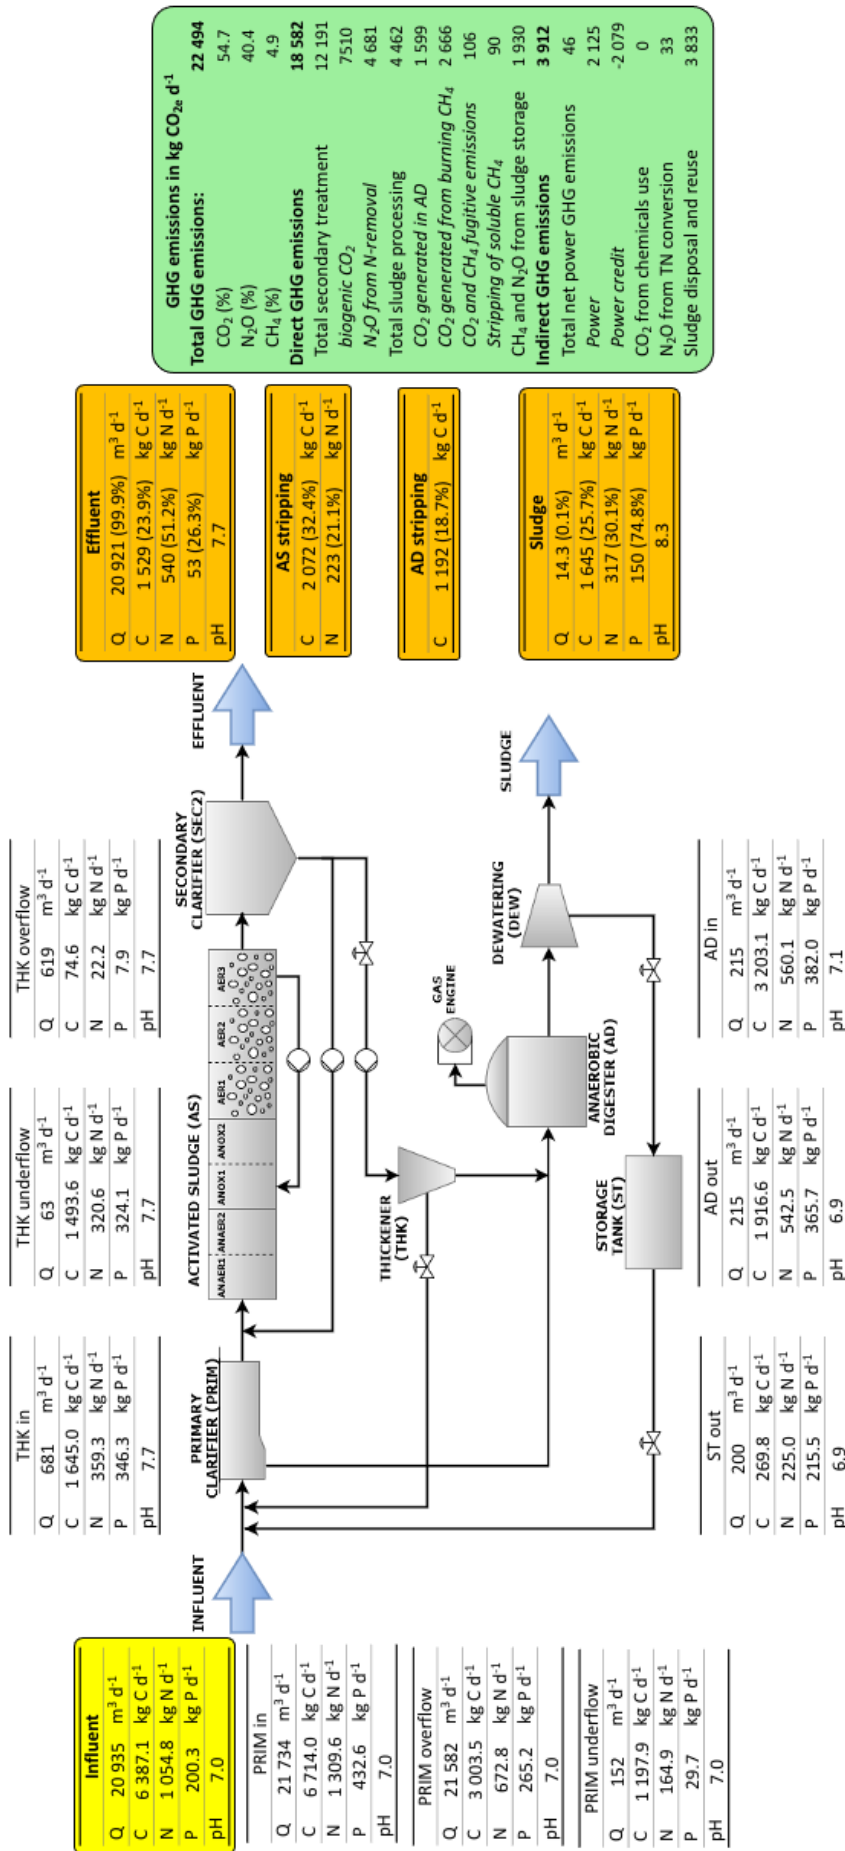 Influent
Q 20 935 m³ d⁻¹
C 6 387.1 kg C d⁻¹
N 1 054.8 kg N d⁻¹
P 200.3 kg P d⁻¹
pH 7.0
PRIM in
Q 21 734 m³ d⁻¹
C 6 714.0 kg C d⁻¹
N 1 309.6 kg N d⁻¹
P 432.6 kg P d⁻¹
pH 7.0
PRIM overflow
Q 21 582 m³ d⁻¹
C 3 003.5 kg C d⁻¹
N 672.8 kg N d⁻¹
P 265.2 kg P d⁻¹
pH 7.0
PRIM underflow
Q 152 m³ d⁻¹
C 1 197.9 kg C d⁻¹
N 164.9 kg N d⁻¹
P 29.7 kg P d⁻¹
pH 7.0
THK in
Q 681 m³ d⁻¹
C 1 645.0 kg C d⁻¹
N 359.3 kg N d⁻¹
P 346.3 kg P d⁻¹
pH 7.7
THK underflow
Q 63 m³ d⁻¹
C 1 493.6 kg C d⁻¹
N 320.6 kg N d⁻¹
P 324.1 kg P d⁻¹
pH 7.7
THK overflow
Q 619 m³ d⁻¹
C 74.6 kg C d⁻¹
N 22.2 kg N d⁻¹
P 7.9 kg P d⁻¹
pH 7.7
INFLUENT
PRIMARY
CLARIFIER (PRIM)
ACTIVATED SLUDGE (AS)
ANAER1
ANAER2
ANOX1
ANOX2
AER1
AER2
AER3
SECONDARY
CLARIFIER (SEC2)
EFFLUENT
THICKENER
(THK)
GAS
ENGINE
ANAEROBIC
DIGESTER (AD)
DEWATERING
(DEW)
SLUDGE
STORAGE
TANK (ST)
ST out
Q 200 m³ d⁻¹
C 269.8 kg C d⁻¹
N 225.0 kg N d⁻¹
P 215.5 kg P d⁻¹
pH 6.9
AD out
Q 215 m³ d⁻¹
C 1 916.6 kg C d⁻¹
N 542.5 kg N d⁻¹
P 365.7 kg P d⁻¹
pH 6.9
AD in
Q 215 m³ d⁻¹
C 3 203.1 kg C d⁻¹
N 560.1 kg N d⁻¹
P 382.0 kg P d⁻¹
pH 7.1
Effluent
Q 20 921 (99.9%) m³ d⁻¹
C 1 529 (23.9%) kg C d⁻¹
N 540 (51.2%) kg N d⁻¹
P 53 (26.3%) kg P d⁻¹
pH 7.7
AS stripping
C 2 072 (32.4%) kg C d⁻¹
N 223 (21.1%) kg N d⁻¹
AD stripping
C 1 192 (18.7%) kg C d⁻¹
Sludge
Q 14.3 (0.1%) m³ d⁻¹
C 1 645 (25.7%) kg C d⁻¹
N 317 (30.1%) kg N d⁻¹
P 150 (74.8%) kg P d⁻¹
pH 8.3
GHG emissions in kg CO₂ₑ d⁻¹
Total GHG emissions: 22 494
CO₂ (%) 54.7
N₂O (%) 40.4
CH₄ (%) 4.9
Direct GHG emissions 18 582
Total secondary treatment 12 191
biogenic CO₂ 7510
N₂O from N-removal 4 681
Total sludge processing 4 462
CO₂ generated in AD 1 599
CO₂ generated from burning CH₄ 2 666
CO₂ and CH₄ fugitive emissions 106
Stripping of soluble CH₄ 90
CH₄ and N₂O from sludge storage 1 930
Indirect GHG emissions 3 912
Total net power GHG emissions 46
Power 2 125
Power credit -2 079
CO₂ from chemicals use 0
N₂O from TN conversion 33
Sludge disposal and reuse 3 833